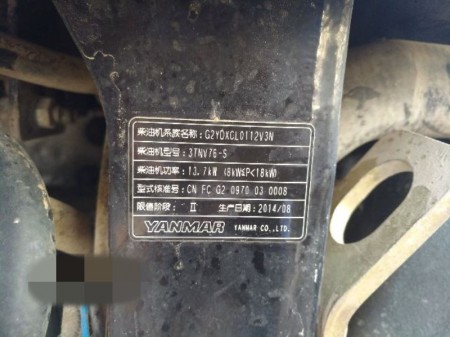 柴油机系族名称：G2YDXCL0112V3N
柴油机型号：3TNV76-S
柴油机功率：13.7kW (8kW≤P<18kW)
型式核准号：CN FC G2 0970 03 0008
限值阶段：Ⅱ 生产日期：2014/08
YANMAR YANMAR CO.,LTD.